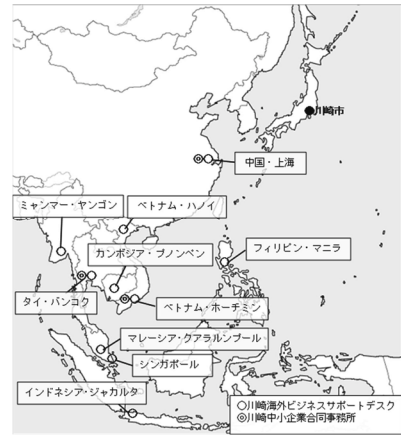 川崎市
中国・上海
ミャンマー・ヤンゴン
ベトナム・ハノイ
カンボジア・プノンペン
フィリピン・マニラ
タイ・バンコク
ベトナム・ホーチミン
マレーシア・クアラルンプール
シンガポール
インドネシア・ジャカルタ
○川崎海外ビジネスサポートデスク
◎川崎中小企業合同事務所